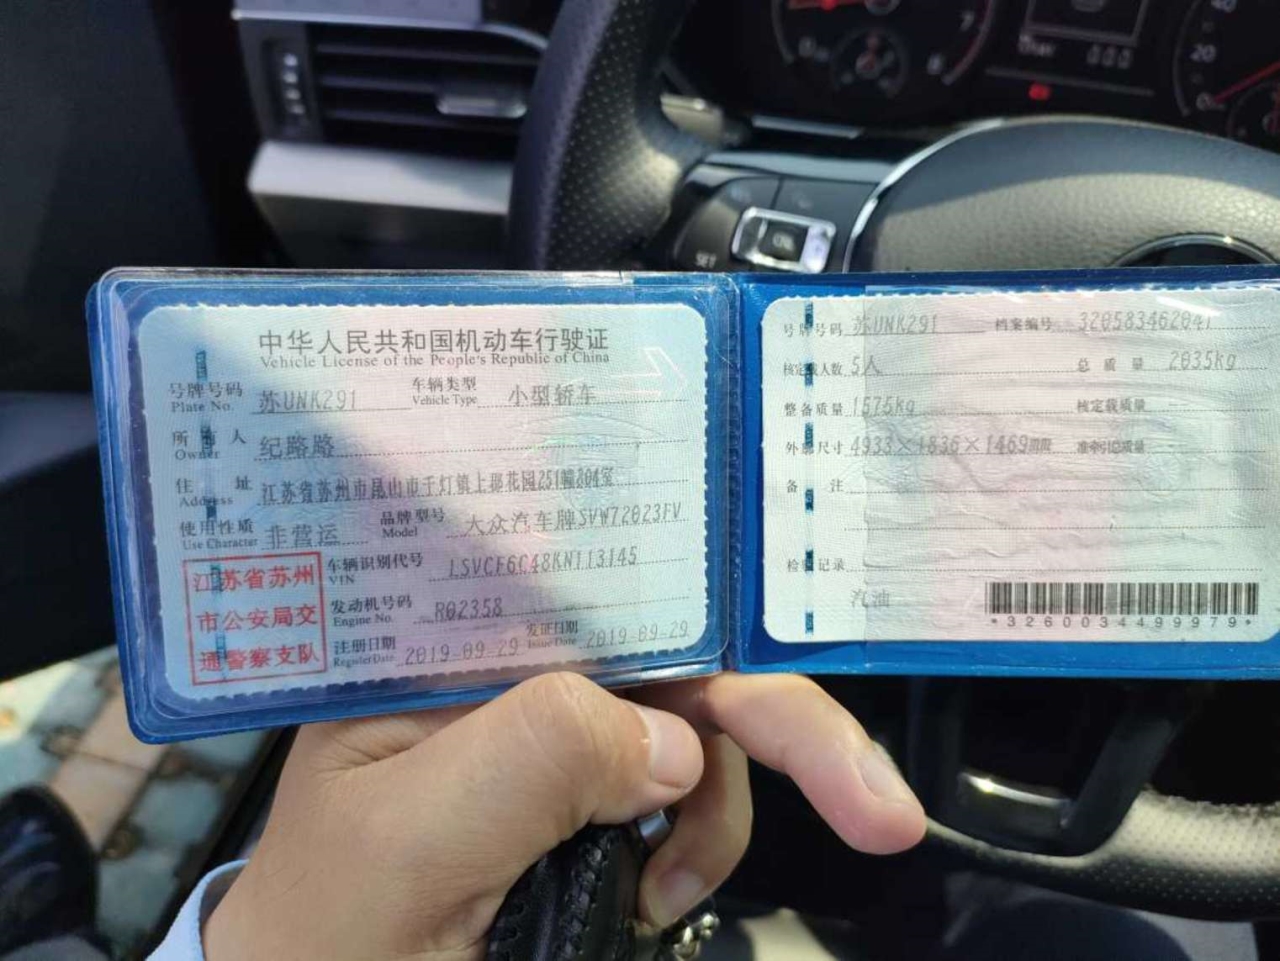 中华人民共和国机动车行驶证
Vehicle License of the People's Republic of China
号牌号码 Plate No. 苏UNK291 车辆类型 Vehicle Type 小型轿车
所有人 Owner 纪路路
住址 Address 江苏省苏州市昆山市千灯镇上郡花园251幢204室
使用性质 Use Character 非营运 品牌型号 Model 大众汽车牌SVW72023FV
江苏省苏州
市公安局交
通警察支队
车辆识别代号 VIN LSVCF6C48KN113145
发动机号码 Engine No. R02358
注册日期 Register Date 2019-09-29 发证日期 Issue Date 2019-09-29
号牌号码 苏UNK291 档案编号 320583462041
核定载人数 5人 总质量 2035kg
整备质量 1575kg 核定载质量
外廓尺寸 4933×1836×1469mm 准牵引总质量
备注
检验记录
汽油
*3260034499979*
SET
20